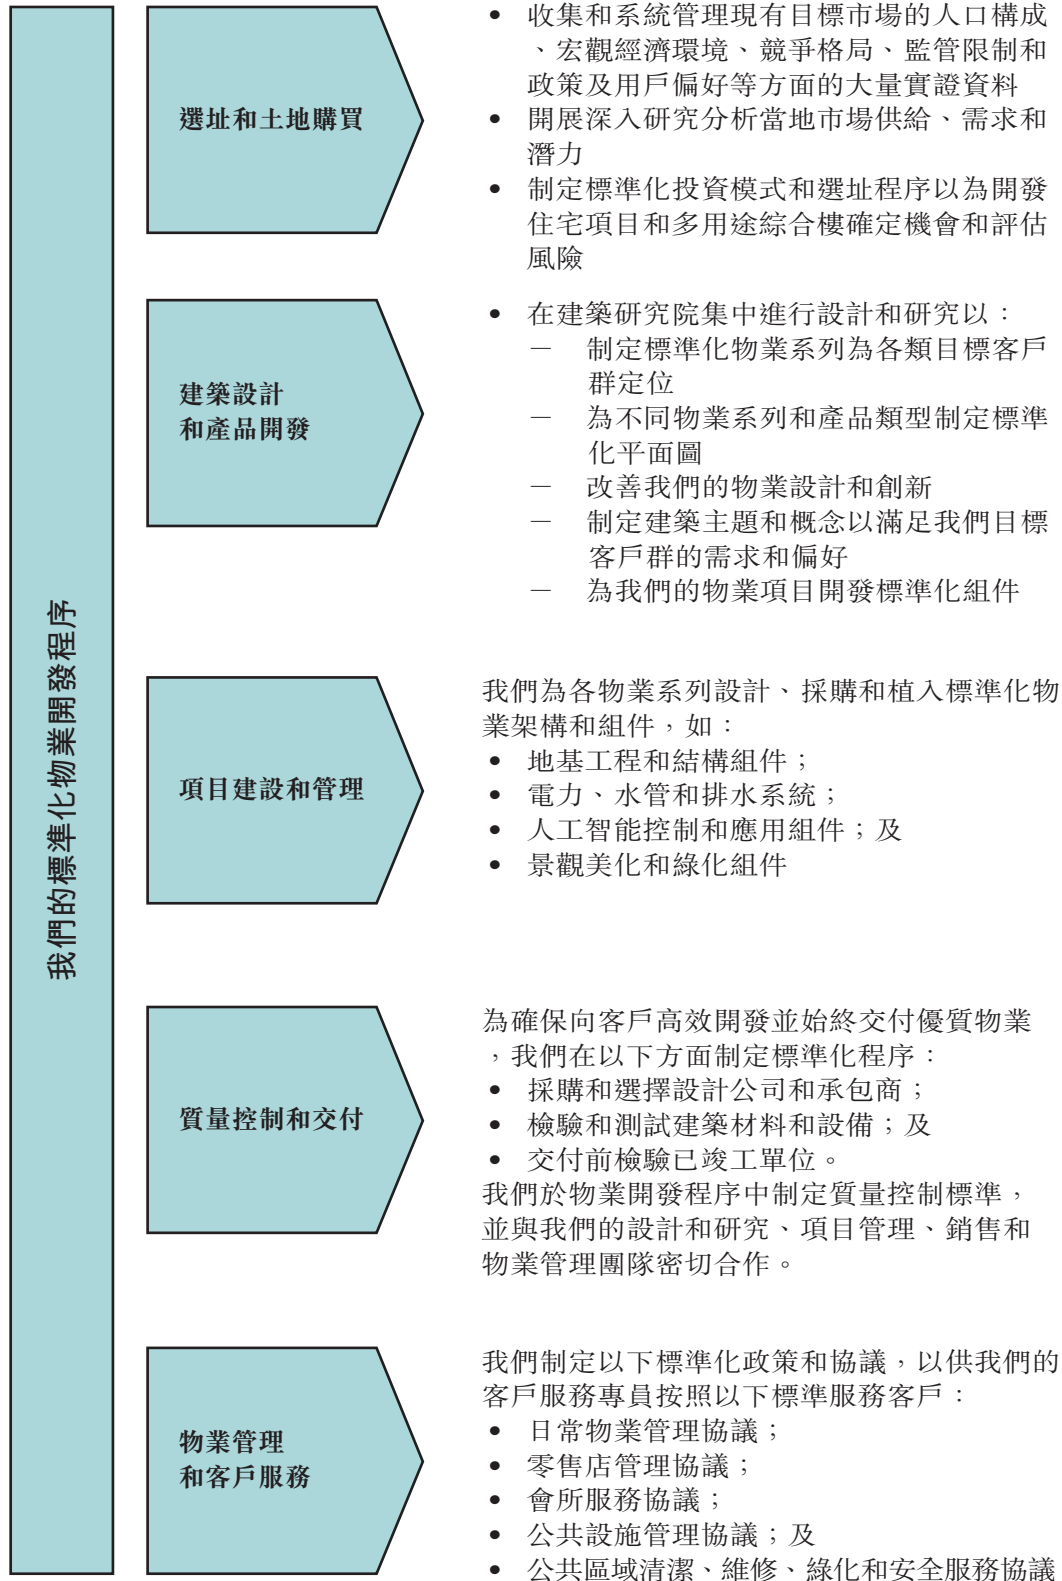 我們的標準化物業開發程序
選址和土地購買
• 收集和系統管理現有目標市場的人口構成
、宏觀經濟環境、競爭格局、監管限制和
政策及用戶偏好等方面的大量實證資料
• 開展深入研究分析當地市場供給、需求和
潛力
• 制定標準化投資模式和選址程序以為開發
住宅項目和多用途綜合樓確定機會和評估
風險
建築設計
和產品開發
• 在建築研究院集中進行設計和研究以：
— 制定標準化物業系列為各類目標客戶
群定位
— 為不同物業系列和產品類型制定標準
化平面圖
— 改善我們的物業設計和創新
— 制定建築主題和概念以滿足我們目標
客戶群的需求和偏好
— 為我們的物業項目開發標準化組件
項目建設和管理
我們為各物業系列設計、採購和植入標準化物
業架構和組件，如：
• 地基工程和結構組件；
• 電力、水管和排水系統；
• 人工智能控制和應用組件；及
• 景觀美化和綠化組件
質量控制和交付
為確保向客戶高效開發並始終交付優質物業
，我們在以下方面制定標準化程序：
• 採購和選擇設計公司和承包商；
• 檢驗和測試建築材料和設備；及
• 交付前檢驗已竣工單位。
我們於物業開發程序中制定質量控制標準，
並與我們的設計和研究、項目管理、銷售和
物業管理團隊密切合作。
物業管理
和客戶服務
我們制定以下標準化政策和協議，以供我們的
客戶服務專員按照以下標準服務客戶：
• 日常物業管理協議；
• 零售店管理協議；
• 會所服務協議；
• 公共設施管理協議；及
• 公共區域清潔、維修、綠化和安全服務協議